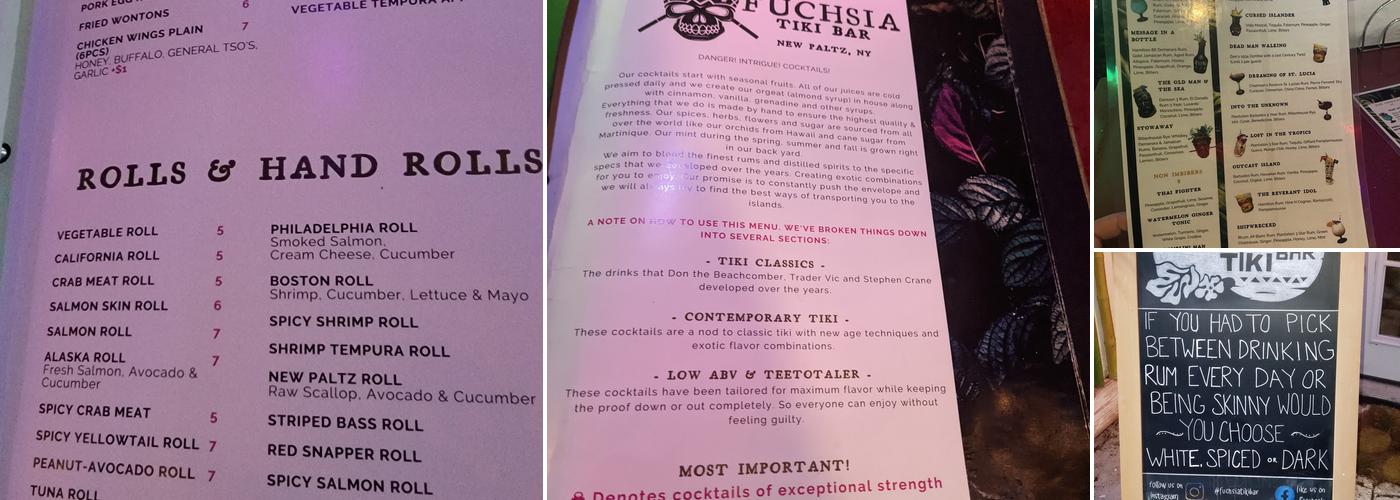 PORK EGG
6
FRIED WONTONS
VEGETABLE TEMPURA
CHICKEN WINGS PLAIN 7
(6PCS)
HONEY, BUFFALO, GENERAL TSO'S,
GARLIC +$1
ROLLS & HAND ROLLS
VEGETABLE ROLL 5
CALIFORNIA ROLL 5
CRAB MEAT ROLL 5
SALMON SKIN ROLL 6
SALMON ROLL 7
ALASKA ROLL 7
Fresh Salmon, Avocado &
Cucumber
SPICY CRAB MEAT 5
SPICY YELLOWTAIL ROLL 7
PEANUT-AVOCADO ROLL 7
TUNA ROLL
PHILADELPHIA ROLL
Smoked Salmon,
Cream Cheese, Cucumber
BOSTON ROLL
Shrimp, Cucumber, Lettuce & Mayo
SPICY SHRIMP ROLL
SHRIMP TEMPURA ROLL
NEW PALTZ ROLL
Raw Scallop, Avocado & Cucumber
STRIPED BASS ROLL
RED SNAPPER ROLL
SPICY SALMON ROLL
FUCHSIA
TIKI BAR
NEW PALTZ, NY
DANGER! INTRIGUE! COCKTAILS!
Our cocktails start with seasonal fruits. All of our juices are cold
pressed daily and we create our orgeat (almond syrup) in house along
with cinnamon, vanilla, grenadine and other syrups.
Everything that we do is made by hand to ensure the highest quality &
freshness. Our spices, herbs, flowers and sugar are sourced from all
over the world like our orchids from Hawaii and cane sugar from
Martinique. Our mint during the spring, summer and fall is grown right
in our back yard.
We aim to blend the finest rums and distilled spirits to the specific
specs that we developed over the years. Creating exotic combinations
for you to enjoy. Our promise is to constantly push the envelope and
we will always try to find the best ways of transporting you to the
islands.
A NOTE ON HOW TO USE THIS MENU. WE'VE BROKEN THINGS DOWN
INTO SEVERAL SECTIONS:
- TIKI CLASSICS -
The drinks that Don the Beachcomber, Trader Vic and Stephen Crane
developed over the years.
- CONTEMPORARY TIKI -
These cocktails are a nod to classic tiki with new age techniques and
exotic flavor combinations.
- LOW ABV & TEETOTALER -
These cocktails have been tailored for maximum flavor while keeping
the proof down or out completely. So everyone can enjoy without
feeling guilty.
MOST IMPORTANT!
Denotes cocktails of exceptional strength
MESSAGE IN A
BOTTLE
THE OLD MAN &
THE SEA
STOWAWAY
NON IMBIBERS
THAI FIGHTER
WATERMELON GINGER
TONIC
CURSED ISLANDER
DEAD MAN WALKING
DREAMING OF ST. LUCIA
INTO THE UNKNOWN
LOST IN THE TROPICS
OUTCAST ISLAND
THE REVERANT IDOL
SHIPWRECKED
TIKI BAR
IF YOU HAD TO PICK
BETWEEN DRINKING
RUM EVERY DAY OR
BEING SKINNY WOULD
~YOU CHOOSE~
WHITE, SPICED OR DARK
follow us on
Instagram
#fuchsiatikibar
like us on